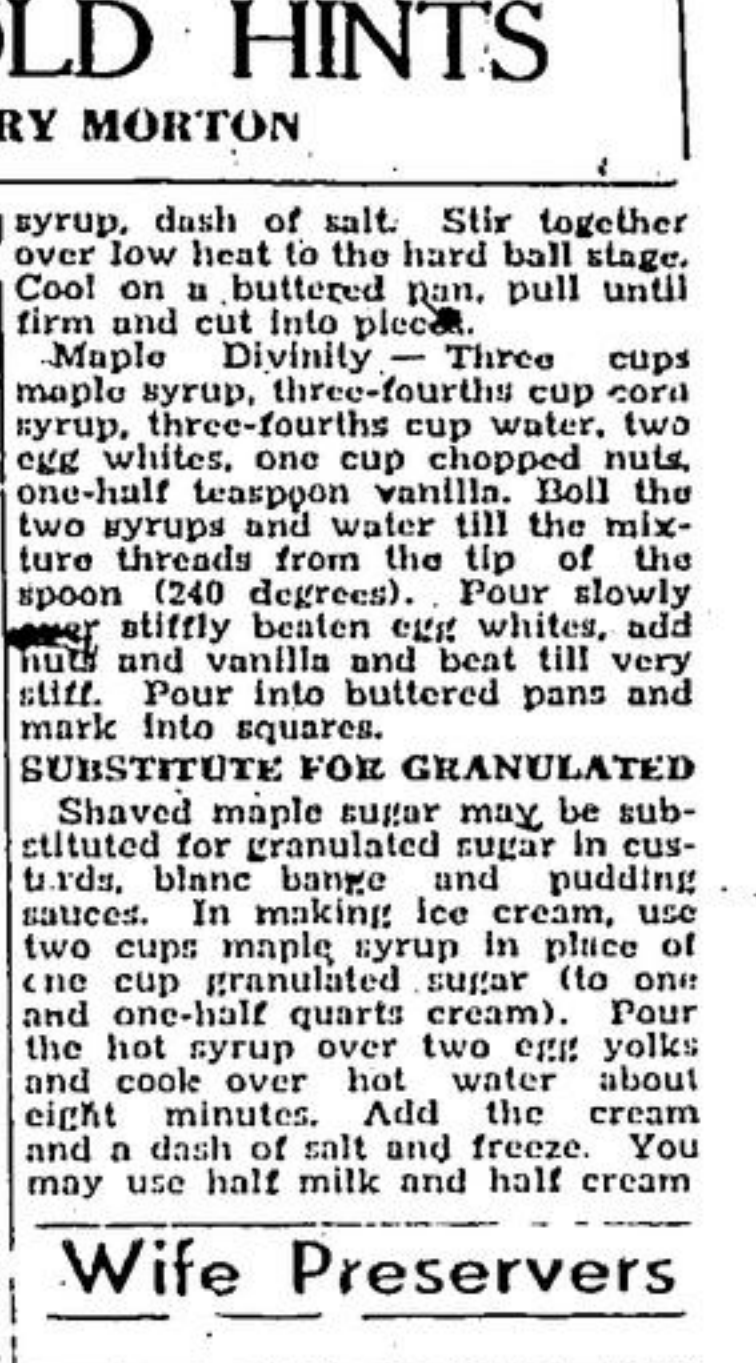 OLD HINTS
RY MORTON
syrup, dash of salt. Stir together
over low heat to the hard ball stage.
Cool on a buttered pan, pull until
firm and cut into pieces.
Maple Divinity — Three cups
maple syrup, three-fourths cup corn
syrup, three-fourths cup water, two
egg whites, one cup chopped nuts,
one-half teaspoon vanilla. Boil the
two syrups and water till the mix-
ture threads from the tip of the
spoon (240 degrees). Pour slowly
over stiffly beaten egg whites, add
nuts and vanilla and beat till very
stiff. Pour into buttered pans and
mark into squares.
SUBSTITUTE FOR GRANULATED
Shaved maple sugar may be sub-
stituted for granulated sugar in cus-
tards, blanc bange and pudding
sauces. In making ice cream, use
two cups maple syrup in place of
one cup granulated sugar (to one
and one-half quarts cream). Pour
the hot syrup over two egg yolks
and cook over hot water about
eight minutes. Add the cream
and a dash of salt and freeze. You
may use half milk and half cream
Wife Preservers